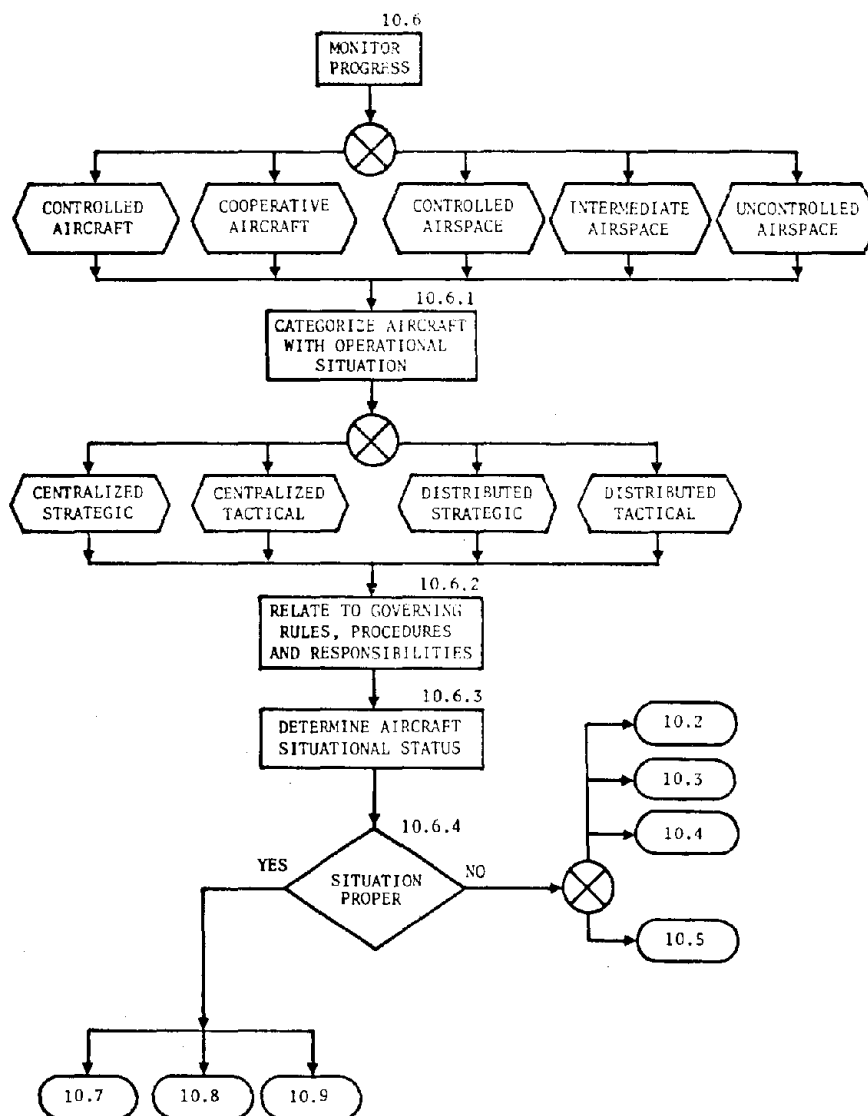 10.6
MONITOR
PROGRESS
CONTROLLED
AIRCRAFT
COOPERATIVE
AIRCRAFT
CONTROLLED
AIRSPACE
INTERMEDIATE
AIRSPACE
UNCONTROLLED
AIRSPACE
10.6.1
CATEGORIZE AIRCRAFT
WITH OPERATIONAL
SITUATION
CENTRALIZED
STRATEGIC
CENTRALIZED
TACTICAL
DISTRIBUTED
STRATEGIC
DISTRIBUTED
TACTICAL
10.6.2
RELATE TO GOVERNING
RULES, PROCEDURES
AND RESPONSIBILITIES
10.6.3
DETERMINE AIRCRAFT
SITUATIONAL STATUS
10.2
10.3
10.4
10.6.4
YES
SITUATION
PROPER
NO
10.5
10.7
10.8
10.9